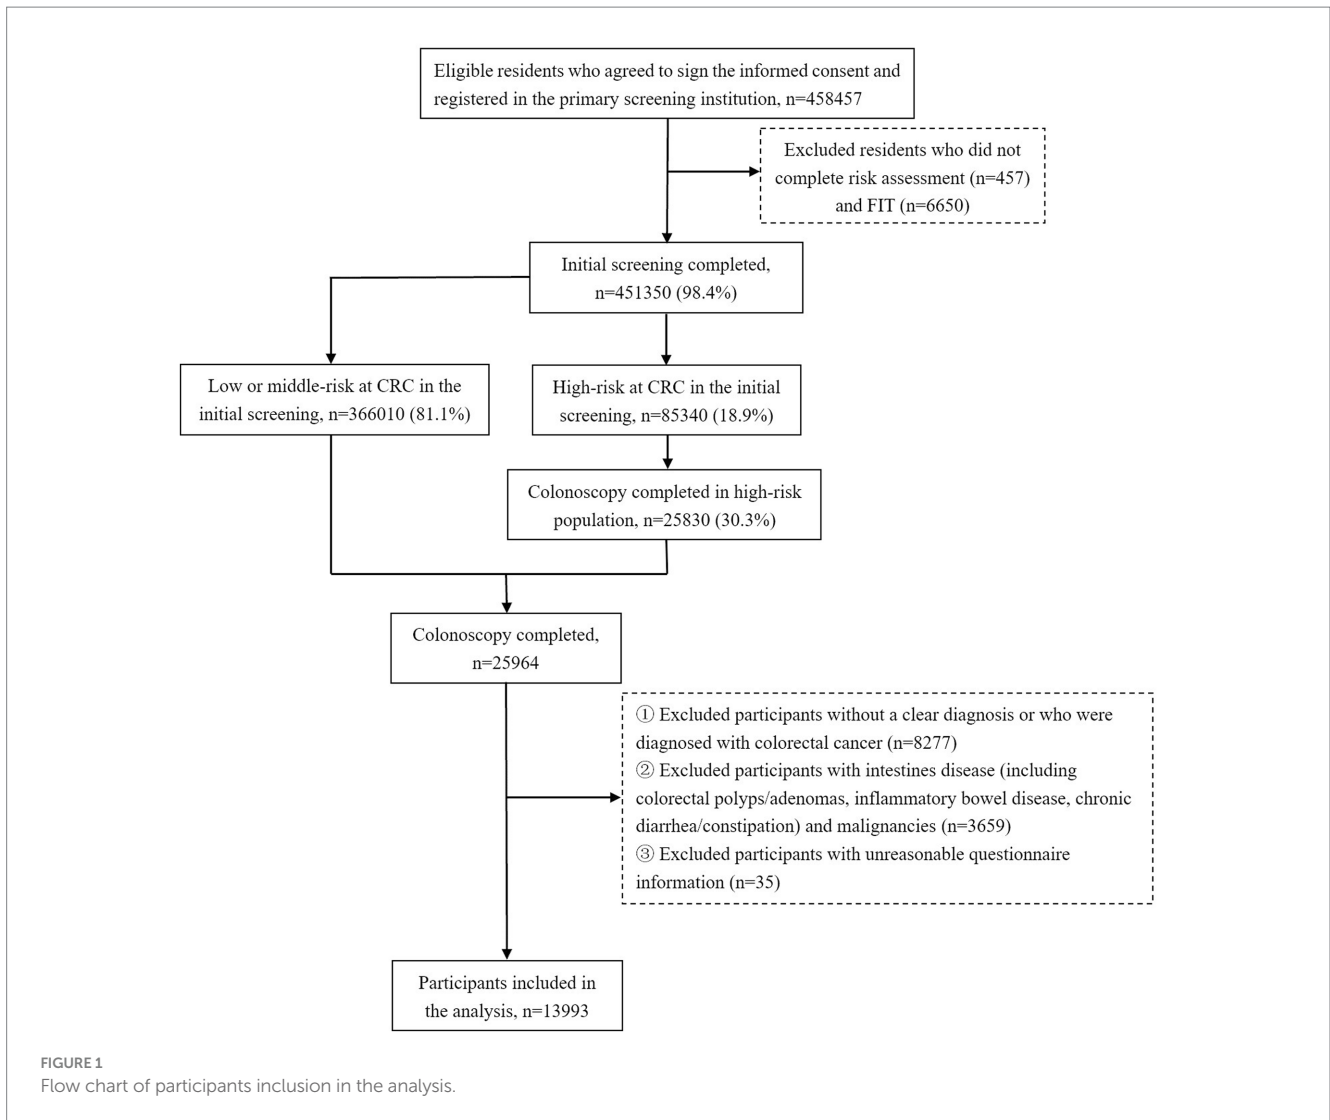 Eligible residents who agreed to sign the informed consent and
registered in the primary screening institution, n=458457
Excluded residents who did not
complete risk assessment (n=457)
and FIT (n=6650)
Initial screening completed,
n=451350 (98.4%)
Low or middle-risk at CRC in the
initial screening, n=366010 (81.1%)
High-risk at CRC in the initial
screening, n=85340 (18.9%)
Colonoscopy completed in high-risk
population, n=25830 (30.3%)
Colonoscopy completed,
n=25964
① Excluded participants without a clear diagnosis or who were
diagnosed with colorectal cancer (n=8277)
② Excluded participants with intestines disease (including
colorectal polyps/adenomas, inflammatory bowel disease, chronic
diarrhea/constipation) and malignancies (n=3659)
③ Excluded participants with unreasonable questionnaire
information (n=35)
Participants included in
the analysis, n=13993
FIGURE 1
Flow chart of participants inclusion in the analysis.